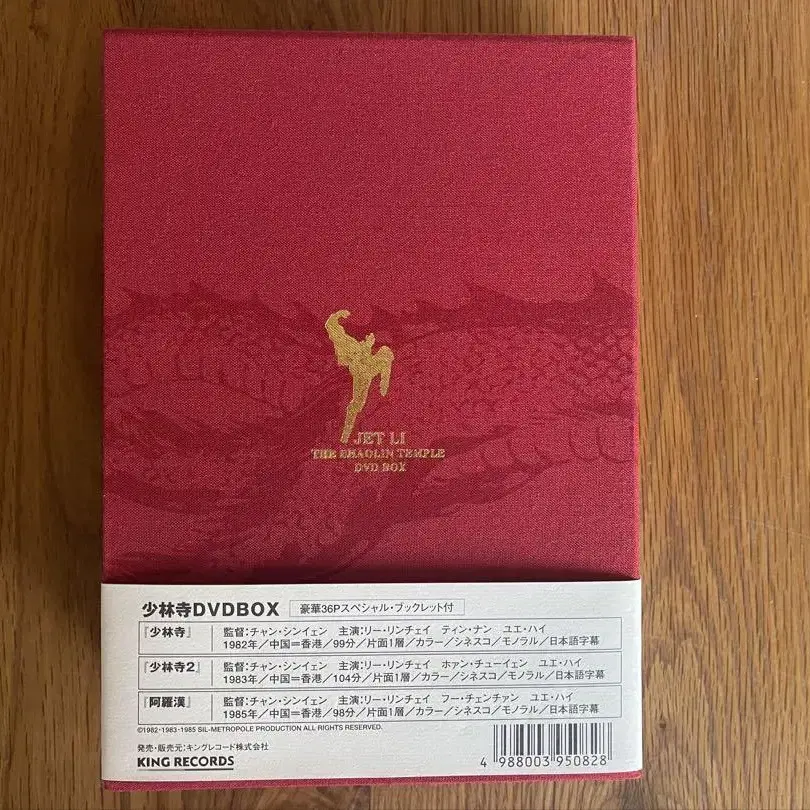 JET LI
THE SHAOLIN TEMPLE
DVD BOX
少林寺DVDBOX 豪華36Pスペシャル・ブックレット付
『少林寺』 監督:チャン・シンイェン 主演:リー・リンチェイ ティン・ナン ユエ・ハイ
1982年/中国=香港/99分/片面1層/カラー/シネスコ/モノラル/日本語字幕
『少林寺2』 監督:チャン・シンイェン 主演:リー・リンチェイ ホァン・チューイェン ユエ・ハイ
1983年/中国=香港/104分/片面1層/カラー/シネスコ/モノラル/日本語字幕
『阿羅漢』 監督:チャン・シンイェン 主演:リー・リンチェイ フー・チェンチャン ユエ・ハイ
1985年/中国=香港/98分/片面1層/カラー/シネスコ/モノラル/日本語字幕
©1982・1983・1985 SIL-METROPOLE PRODUCTION ALL RIGHTS RESERVED.
発売・販売元:キングレコード株式会社
KING RECORDS
4 988003 950828